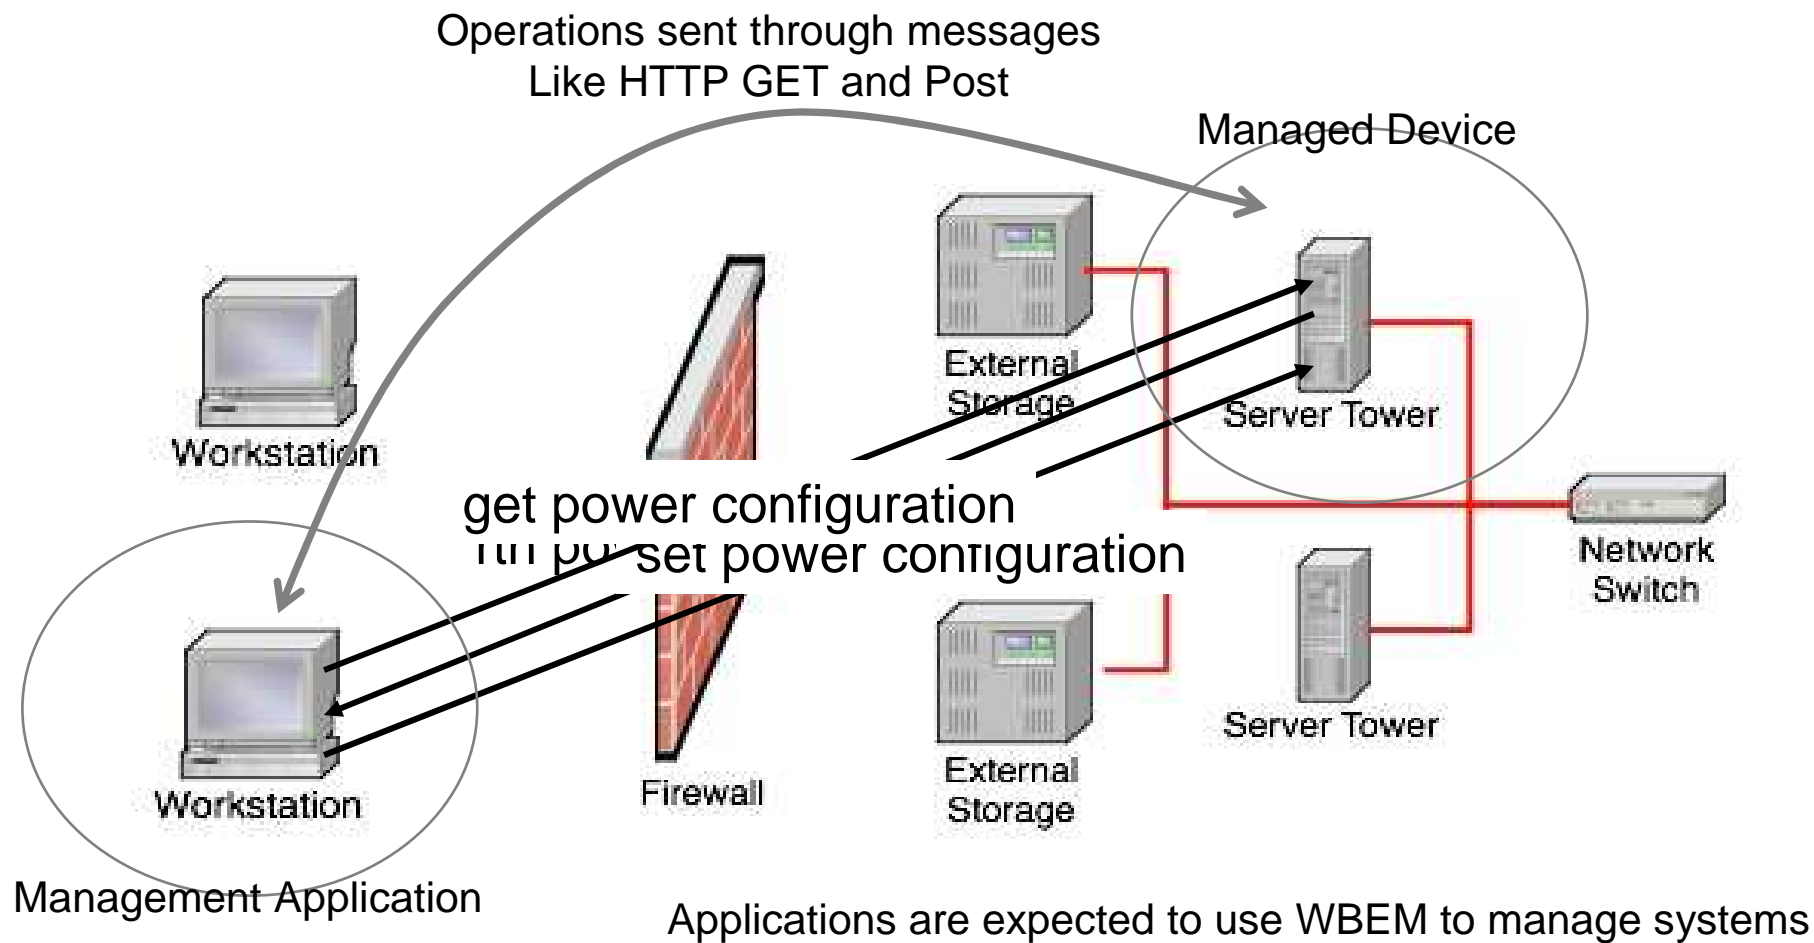 Operations sent through messages
Like HTTP GET and Post
Managed Device
External
Storage
Server Tower
Workstation
get power configuration
set power configuration
Network
Switch
Server Tower
External
Storage
Firewall
Workstation
Management Application
Applications are expected to use WBEM to manage systems